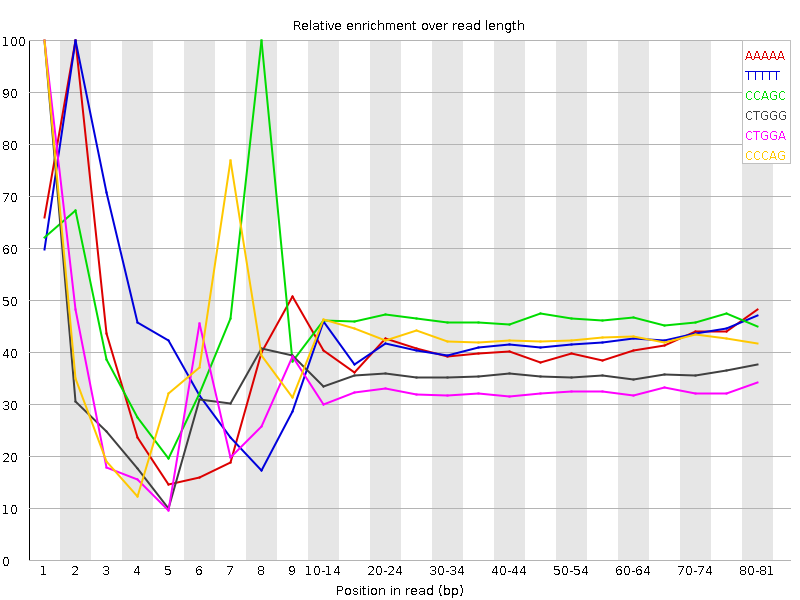 Relative enrichment over read length
100
90
80
70
60
50
40
30
20
10
0
AAAAA
TTTTT
CCAGC
CTGGG
CTGGA
CCCAG
1 2 3 4 5 6 7 8 9 10-14 20-24 30-34 40-44 50-54 60-64 70-74 80-81
Position in read (bp)